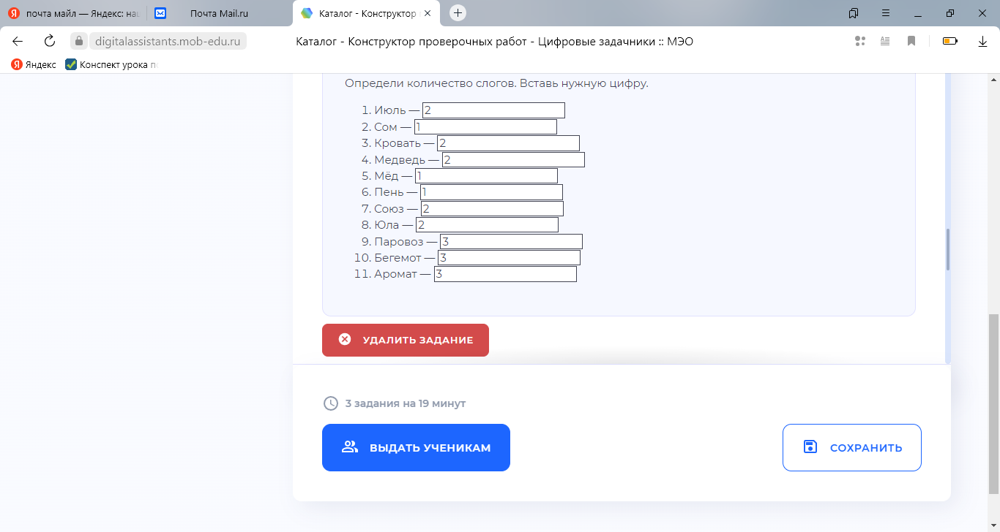 почта майл — Яндекс: на
Почта Mail.ru
Каталог - Конструктор
digitalassistants.mob-edu.ru
Каталог - Конструктор проверочных работ - Цифровые задачники :: МЭО
Яндекс
Конспект урока
Определи количество слогов. Вставь нужную цифру.
1. Июль — 2
2. Сом — 1
3. Кровать — 2
4. Медведь — 2
5. Мёд — 1
6. Пень — 1
7. Союз — 2
8. Юла — 2
9. Паровоз — 3
10. Бегемот — 3
11. Аромат — 3
УДАЛИТЬ ЗАДАНИЕ
3 задания на 19 минут
ВЫДАТЬ УЧЕНИКАМ
СОХРАНИТЬ